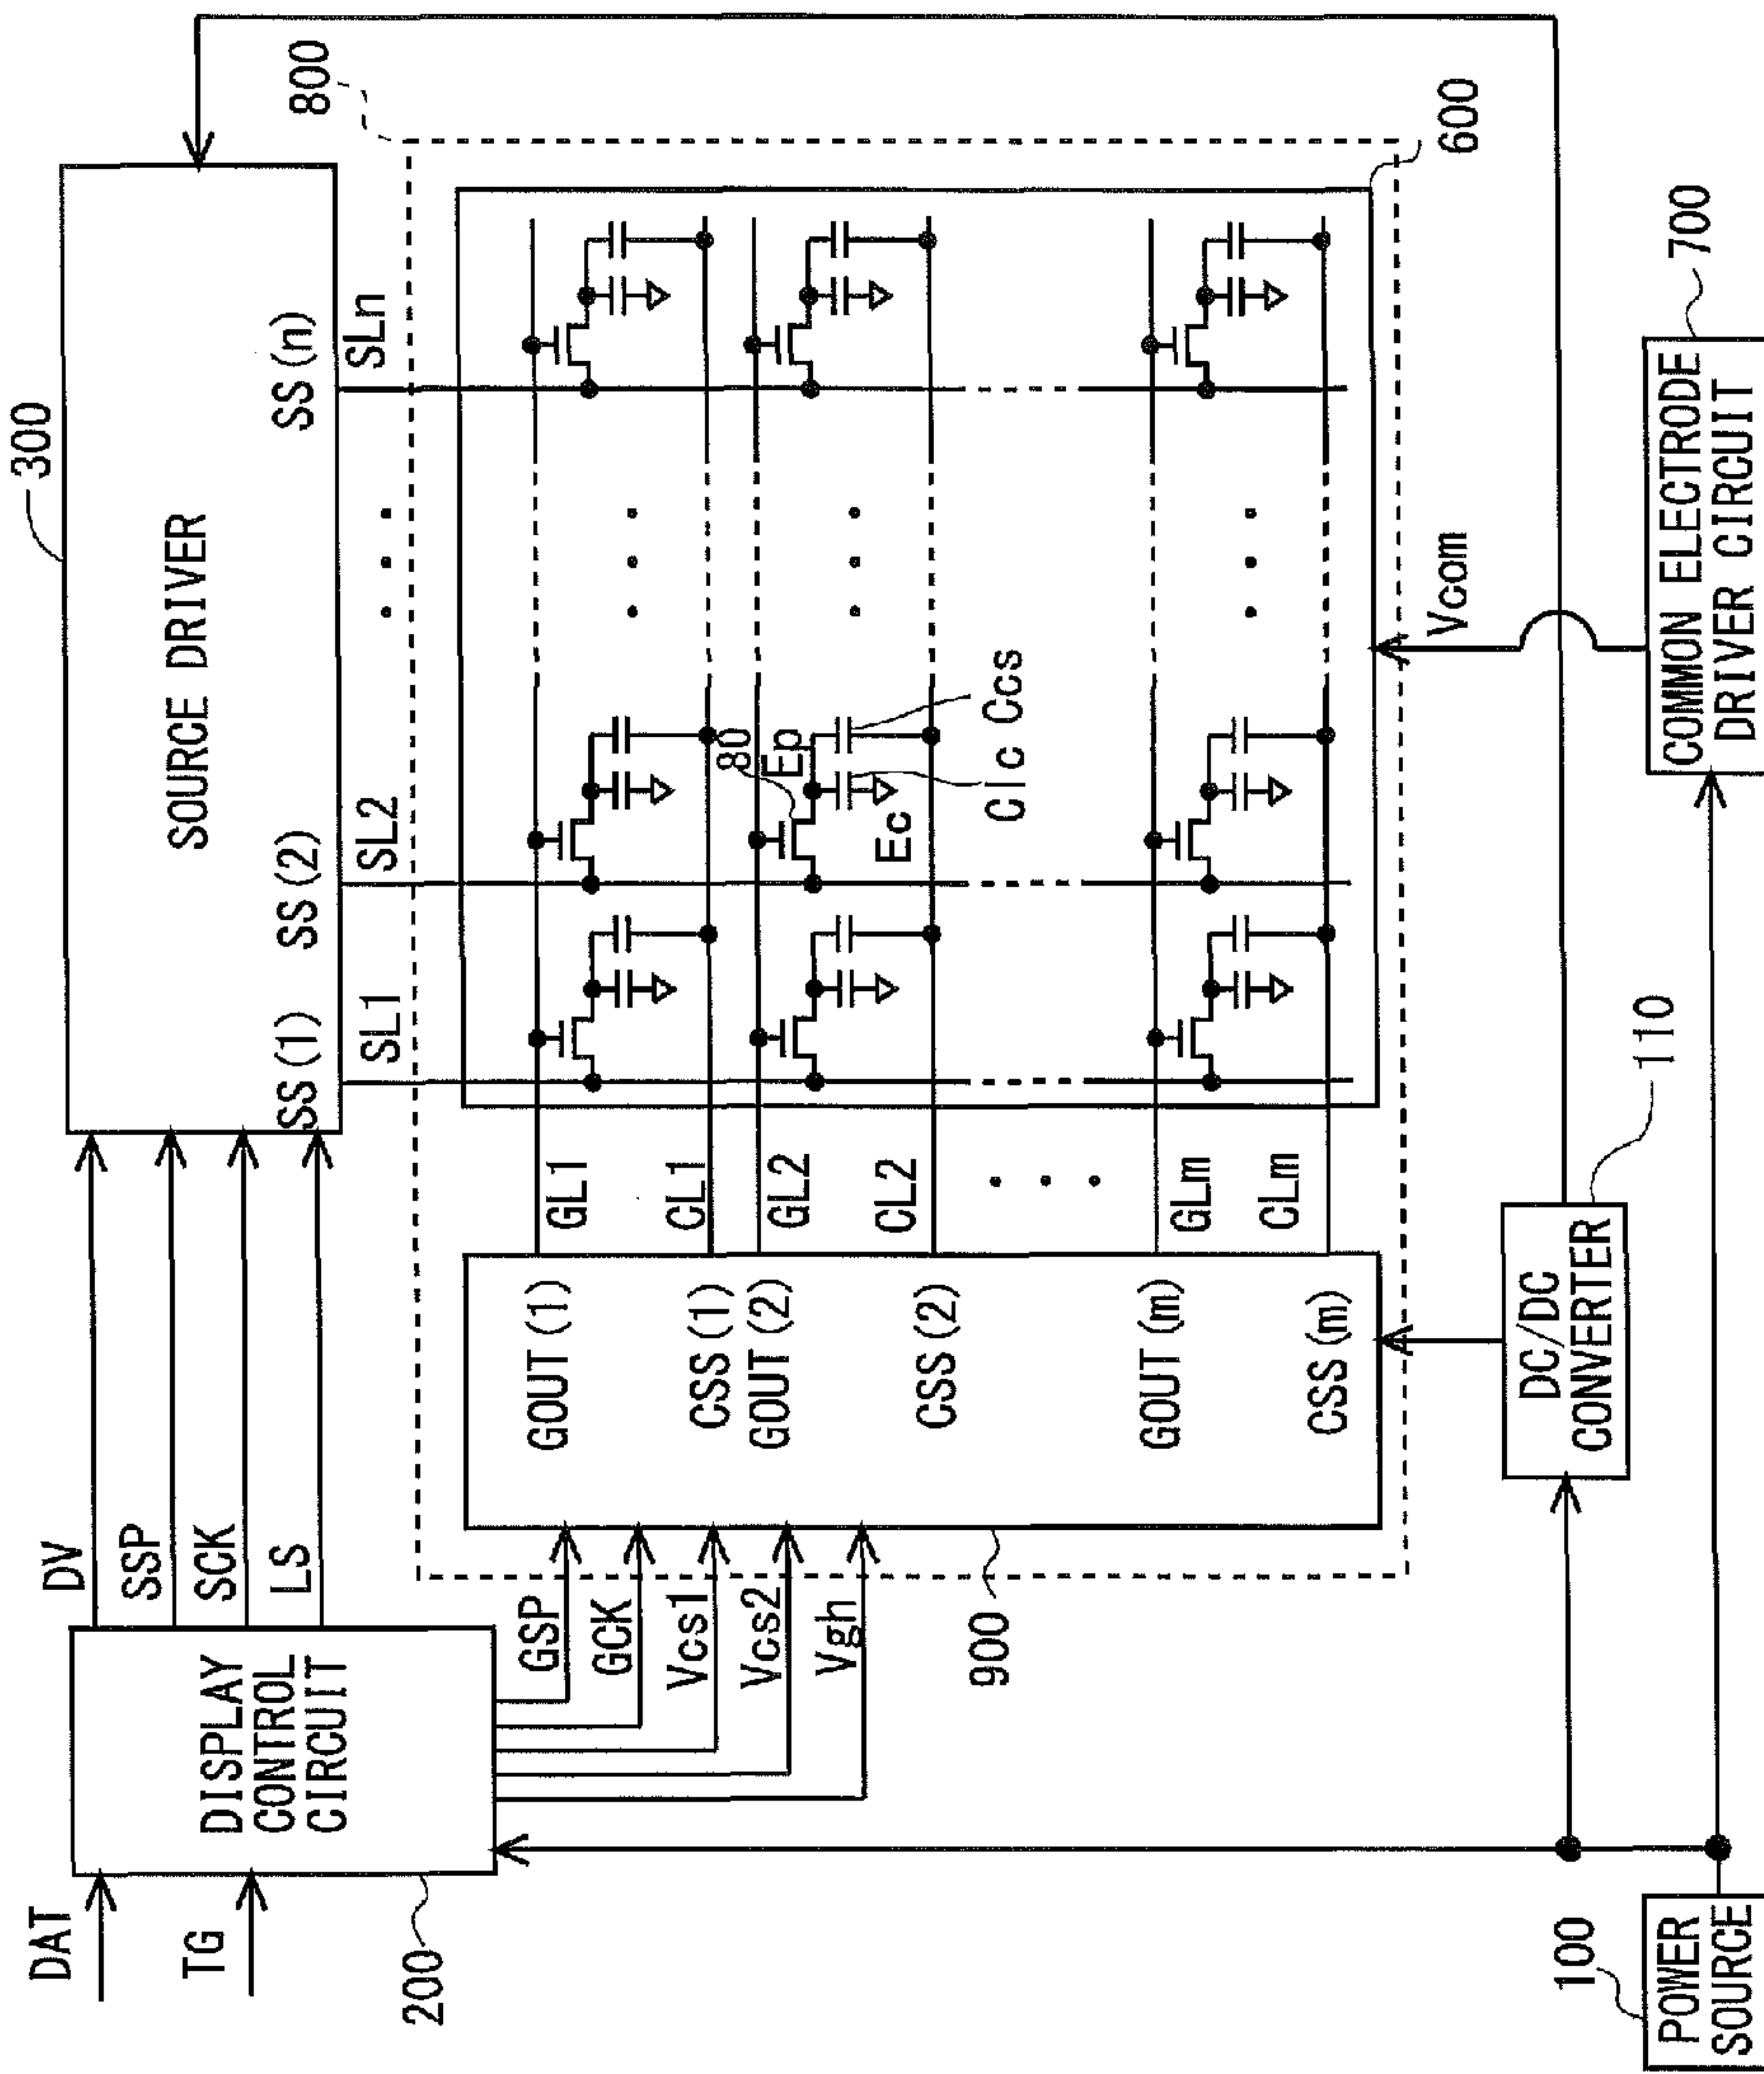 300
SOURCE DRIVER
SS(1)
SS(2)
SS(n)
SL1
SL2
• • •
SLn
800
DV
SSP
SCK
LS
DAT
TG
DISPLAY
CONTROL
CIRCUIT
200
GSP
GCK
Vcs1
Vcs2
Vgh
900
GOUT(1)
CSS(1)
GOUT(2)
CSS(2)
GOUT(m)
CSS(m)
GL1
CL1
GL2
CL2
• • •
GLm
CLm
80
Ep
Ec
Clc
Ccs
600
Vcom
100
POWER
SOURCE
DC/DC
CONVERTER
110
COMMON ELECTRODE
DRIVER CIRCUIT
700